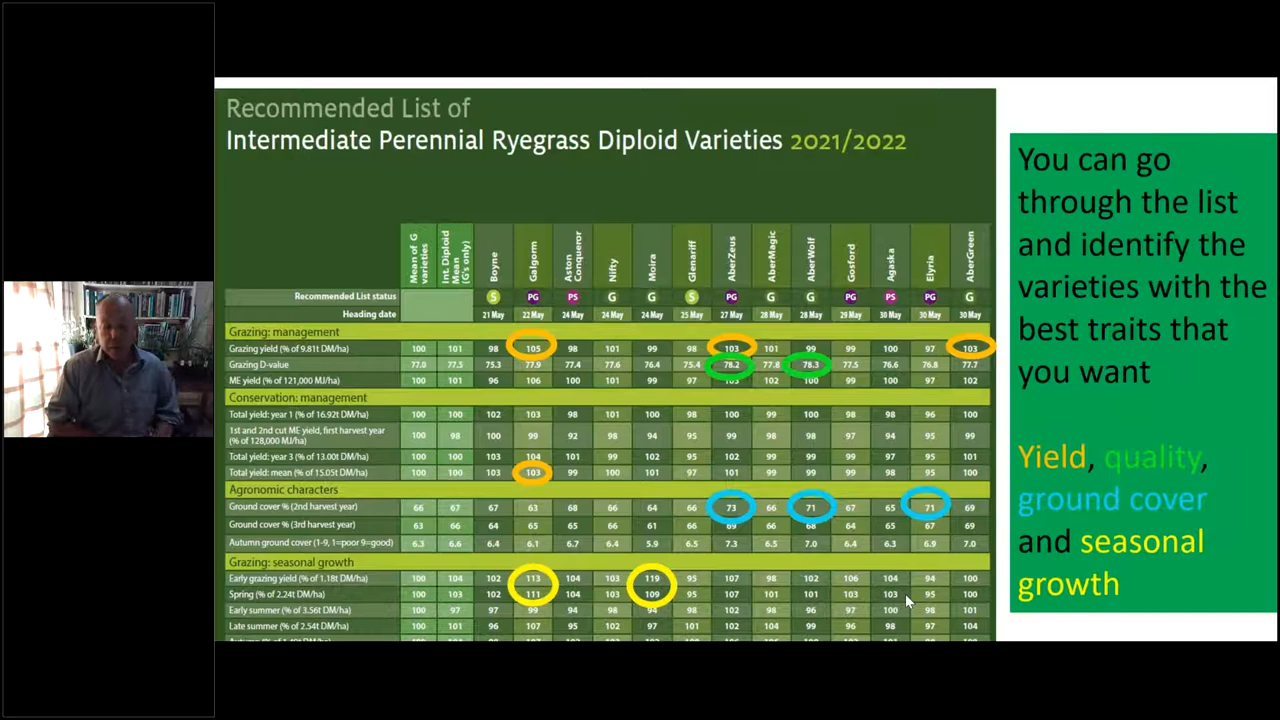 Recommended List of
Intermediate Perennial Ryegrass Diploid Varieties 2021/2022
Mean of G varieties Int. Diploid Mean (G's only) Boyne Galgorm Aston Conqueror Nifty Moira Glenariff AberZeus AberMagic AberWolf Gosford Agaska Elyria AberGreen
Recommended List status S PG PS G G S PG G G PG PS PG G
Heading date 21 May 22 May 24 May 24 May 24 May 25 May 27 May 28 May 28 May 29 May 30 May 30 May 30 May
Grazing: management
Grazing yield (% of 9.81t DM/ha) 100 101 98 105 98 101 99 98 103 101 99 99 100 97 103
Grazing D-value 77.0 77.9 75.3 77.9 77.4 77.6 76.4 75.4 78.2 77.8 78.3 77.5 76.6 76.8 77.7
ME yield (% of 121,000 MJ/ha) 100 101 96 106 98 101 99 97 103 102 100 99 100 97 102
Conservation: management
Total yield: year 1 (% of 16.92t DM/ha) 100 100 102 103 98 101 100 98 100 99 100 98 98 96 100
1st and 2nd cut ME yield, first harvest year
(% of 128,000 MJ/ha) 100 98 100 99 92 98 94 95 99 98 98 97 94 95 99
Total yield: year 3 (% of 13.00t DM/ha) 100 100 103 104 101 99 102 95 102 99 99 100 97 95 101
Total yield: mean (% of 15.05t DM/ha) 100 100 103 103 99 100 101 97 101 99 99 99 98 95 100
Agronomic characters
Ground cover % (2nd harvest year) 66 67 67 63 68 66 64 66 73 66 71 67 65 71 69
Ground cover % (3rd harvest year) 63 66 64 65 65 66 61 66 69 66 68 64 65 67 69
Autumn ground cover (1-9, 1=poor 9=good) 6.3 6.6 6.4 6.1 6.7 6.4 5.9 6.5 7.3 6.5 7.0 6.4 6.3 6.9 7.0
Grazing: seasonal growth
Early grazing yield (% of 1.18t DM/ha) 100 104 102 113 104 103 119 95 107 98 102 106 104 94 100
Spring (% of 2.24t DM/ha) 100 103 102 111 104 103 109 95 107 101 101 103 103 95 100
Early summer (% of 3.56t DM/ha) 100 97 97 99 94 98 94 98 102 98 96 97 100 98 101
Late summer (% of 2.54t DM/ha) 100 101 96 107 95 102 97 101 102 104 99 96 98 97 104
You can go
through the list
and identify the
varieties with the
best traits that
you want
Yield, quality,
ground cover
and seasonal
growth